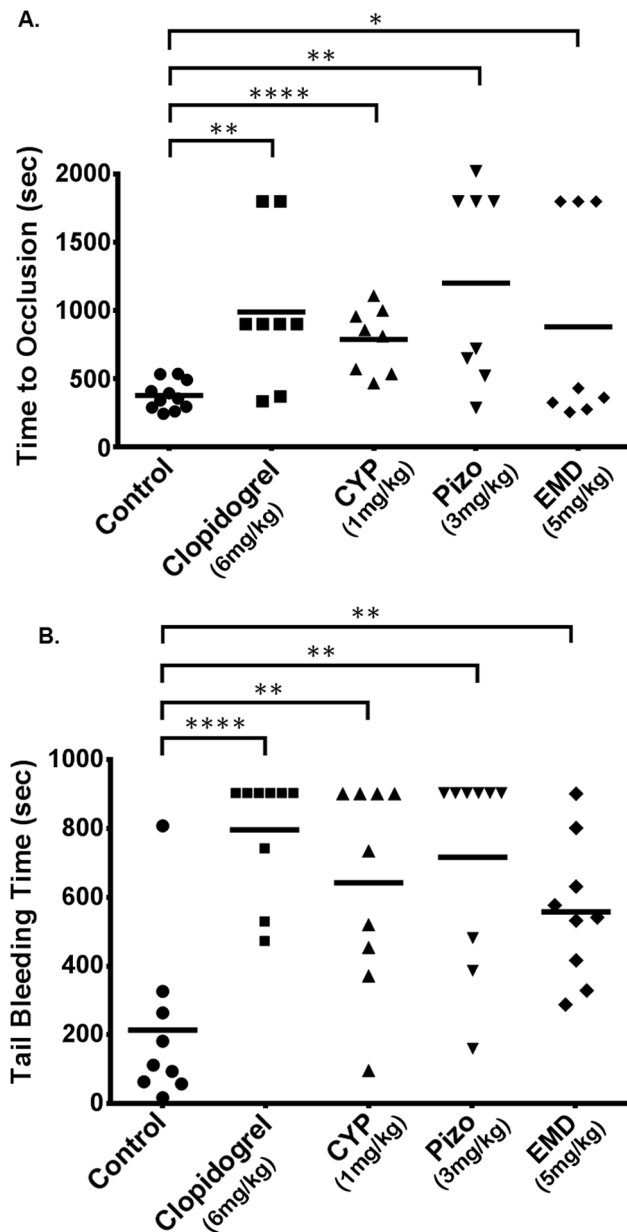 A.
*
**
****
**
Time to Occlusion (sec)
2000
1500
1000
500
0
Control
Clopidogrel
(6mg/kg)
CYP
(1mg/kg)
Pizo
(3mg/kg)
EMD
(5mg/kg)
B.
**
**
**
****
Tail Bleeding Time (sec)
1000
800
600
400
200
0
Control
Clopidogrel
(6mg/kg)
CYP
(1mg/kg)
Pizo
(3mg/kg)
EMD
(5mg/kg)